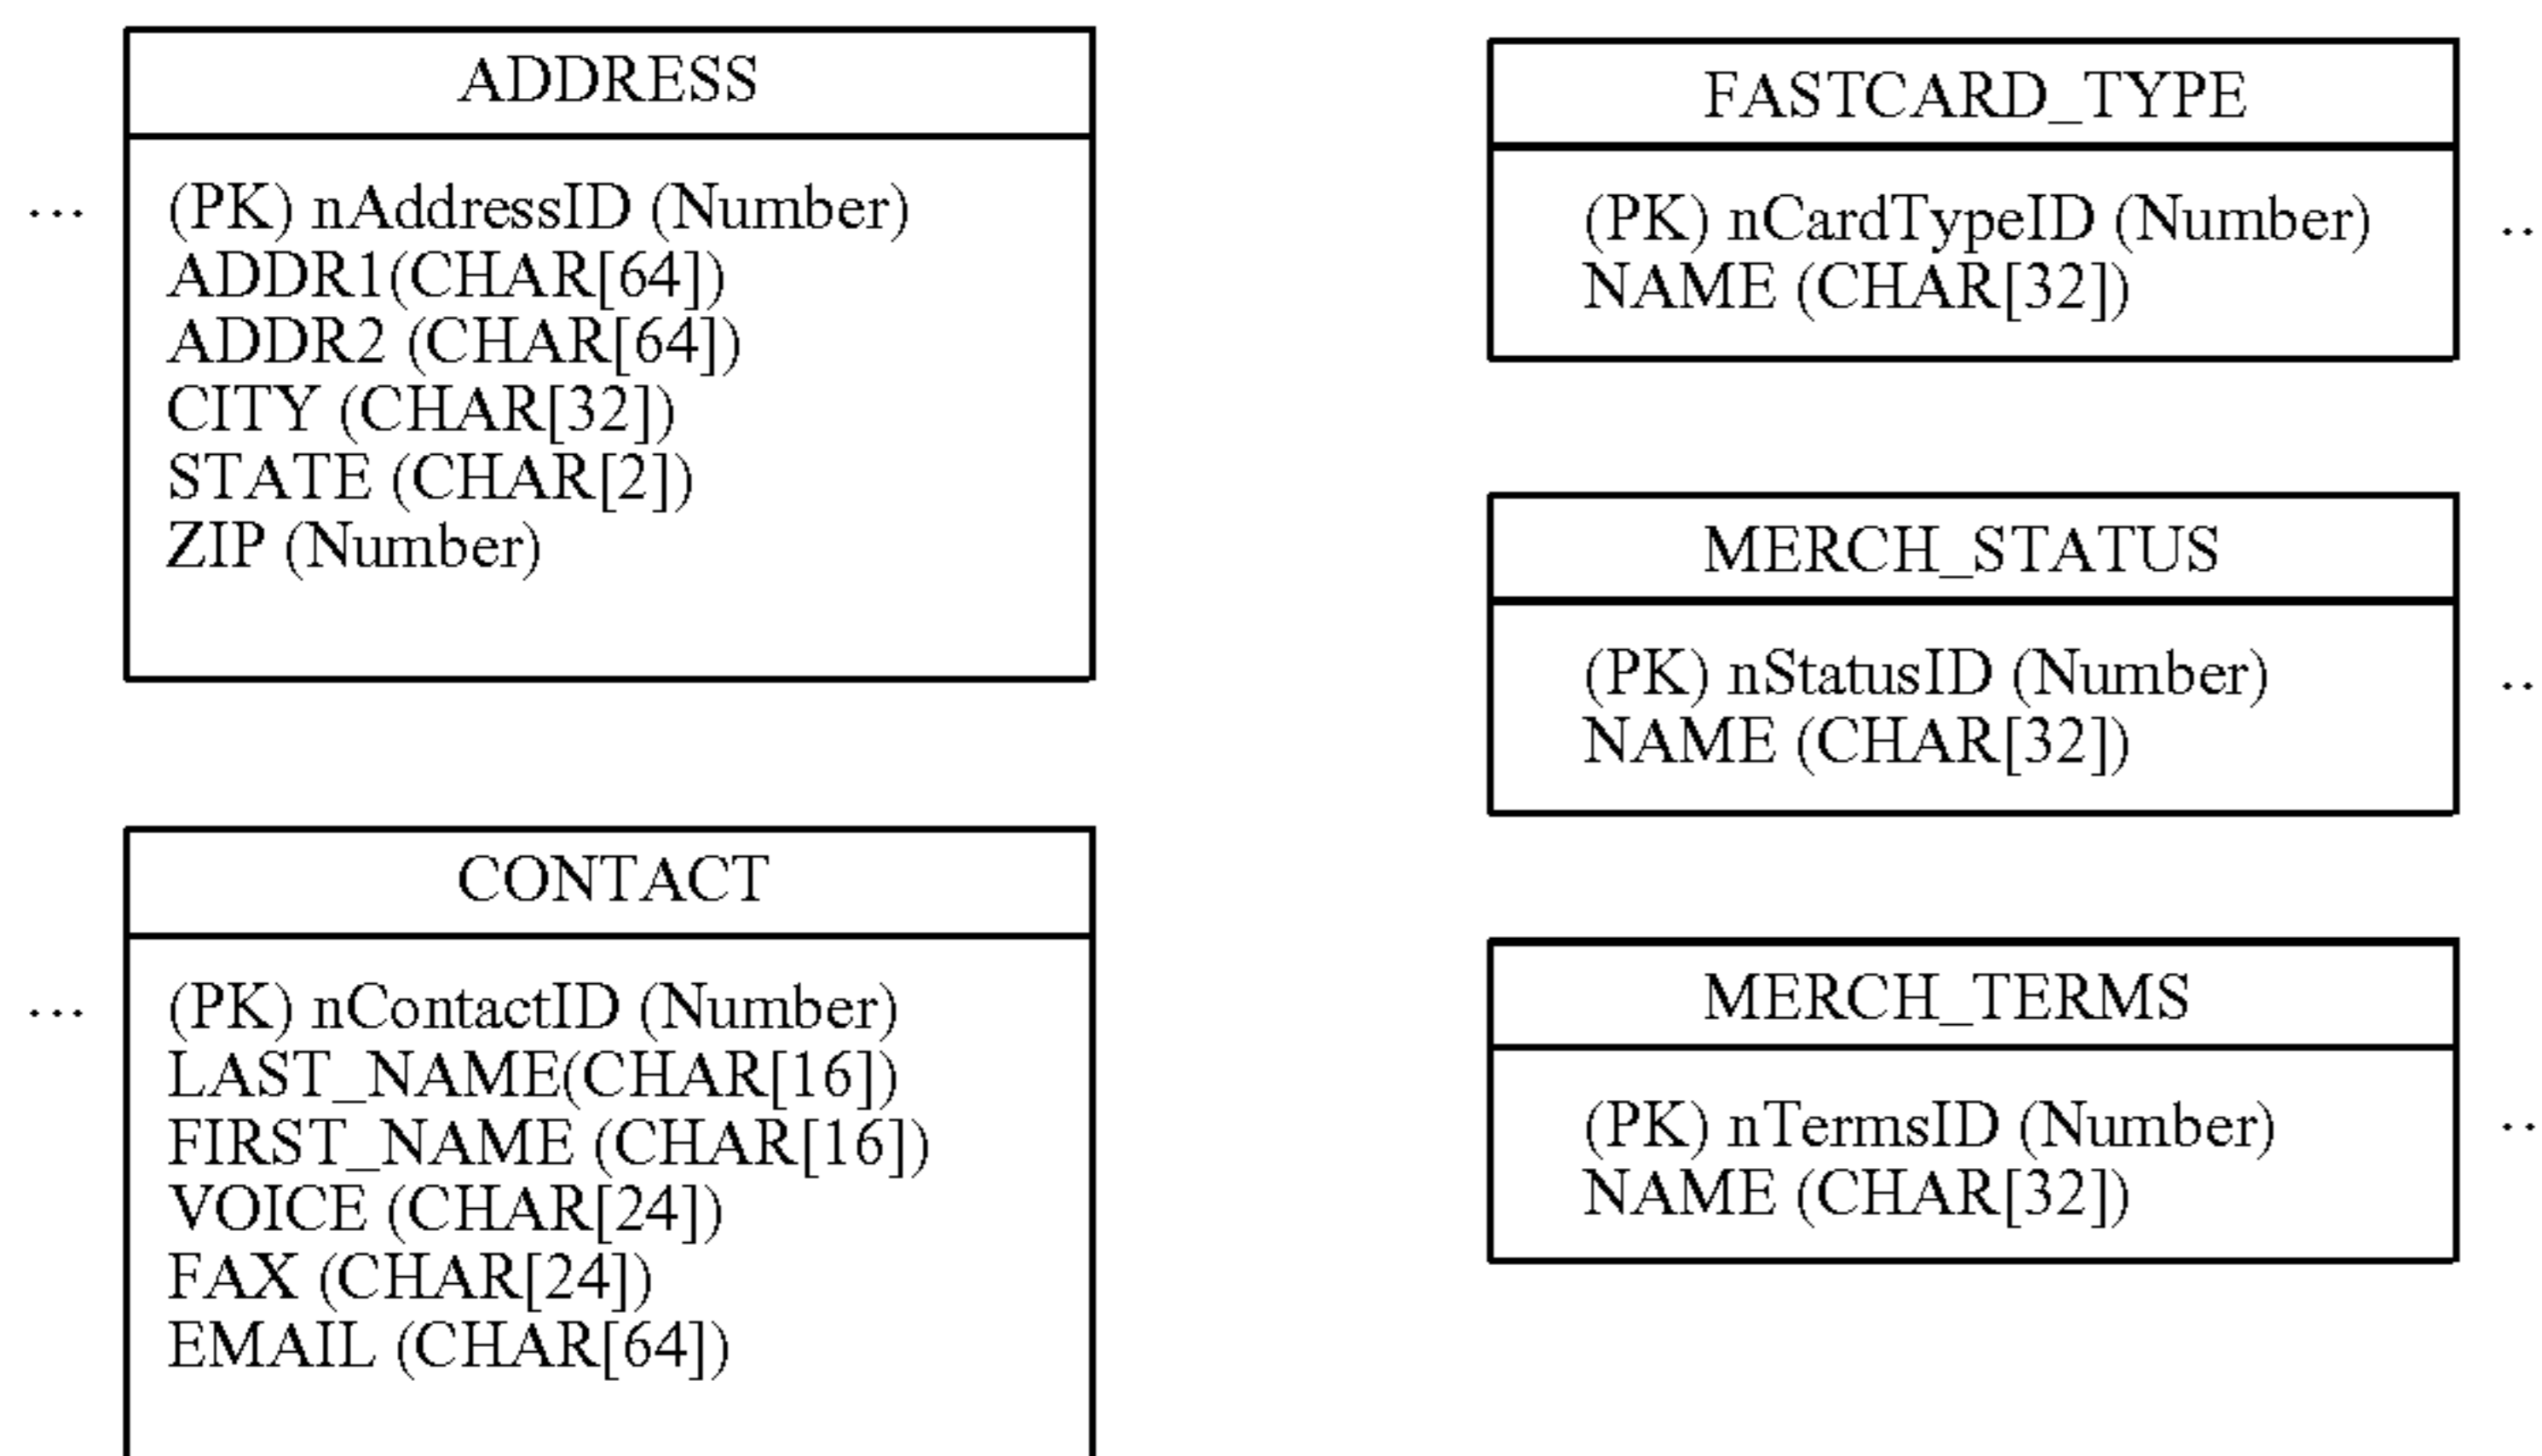 ADDRESS
...
(PK) nAddressID (Number)
ADDR1(CHAR[64])
ADDR2 (CHAR[64])
CITY (CHAR[32])
STATE (CHAR[2])
ZIP (Number)
CONTACT
...
(PK) nContactID (Number)
LAST_NAME(CHAR[16])
FIRST_NAME (CHAR[16])
VOICE (CHAR[24])
FAX (CHAR[24])
EMAIL (CHAR[64])
FASTCARD_TYPE
(PK) nCardTypeID (Number)
..
NAME (CHAR[32])
MERCH_STATUS
(PK) nStatusID (Number)
..
NAME (CHAR[32])
MERCH_TERMS
(PK) nTermsID (Number)
..
NAME (CHAR[32])